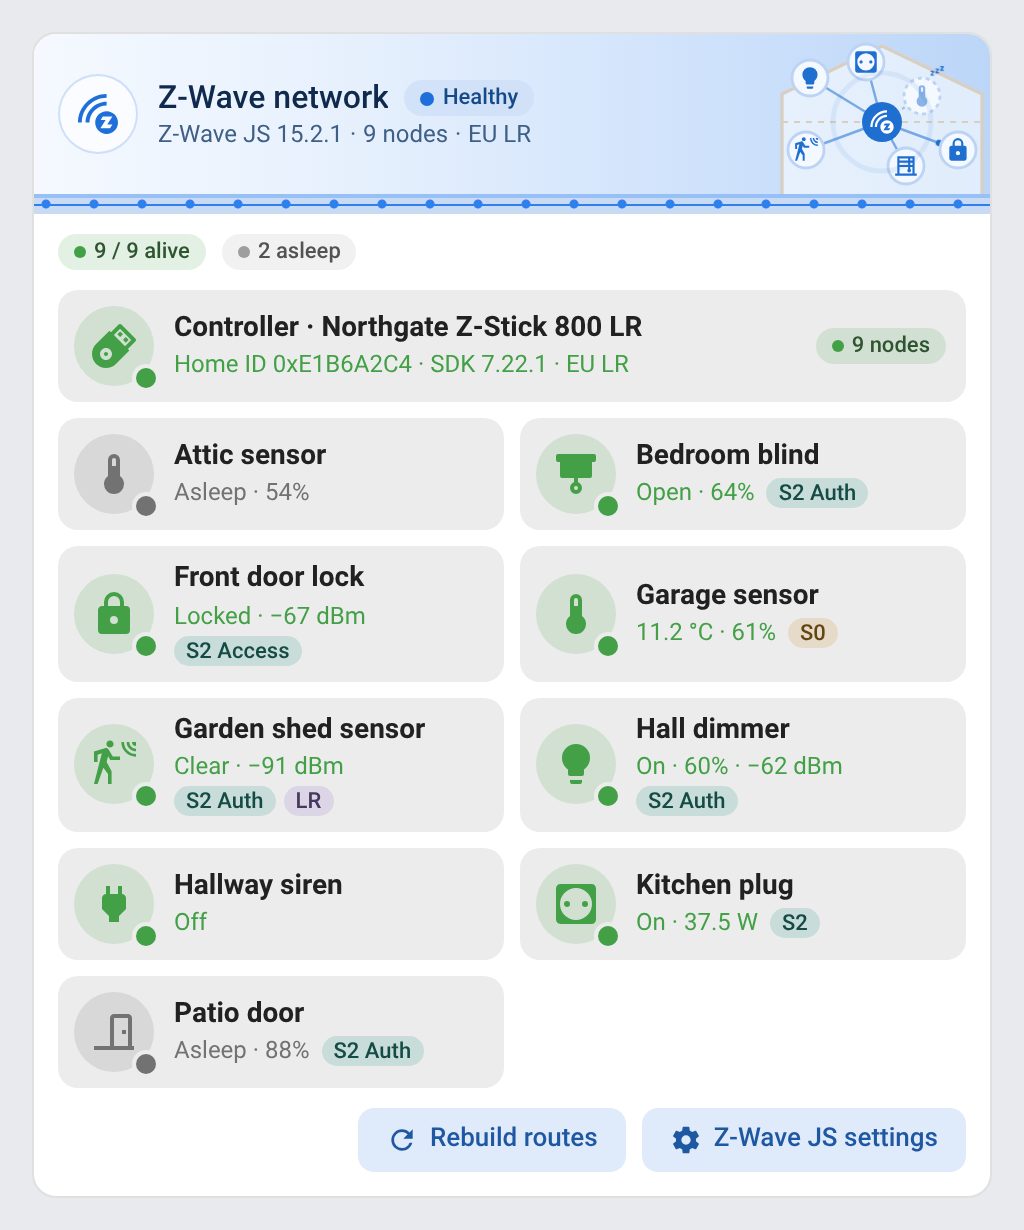 Z-Wave network Healthy
Z-Wave JS 15.2.1 · 9 nodes · EU LR
zzz
9 / 9 alive 2 asleep
Controller · Northgate Z-Stick 800 LR
Home ID 0xE1B6A2C4 · SDK 7.22.1 · EU LR
9 nodes
Attic sensor
Asleep · 54%
Bedroom blind
Open · 64% S2 Auth
Front door lock
Locked · −67 dBm
S2 Access
Garage sensor
11.2 °C · 61% S0
Garden shed sensor
Clear · −91 dBm
S2 Auth LR
Hall dimmer
On · 60% · −62 dBm
S2 Auth
Hallway siren
Off
Kitchen plug
On · 37.5 W S2
Patio door
Asleep · 88% S2 Auth
Rebuild routes
Z-Wave JS settings